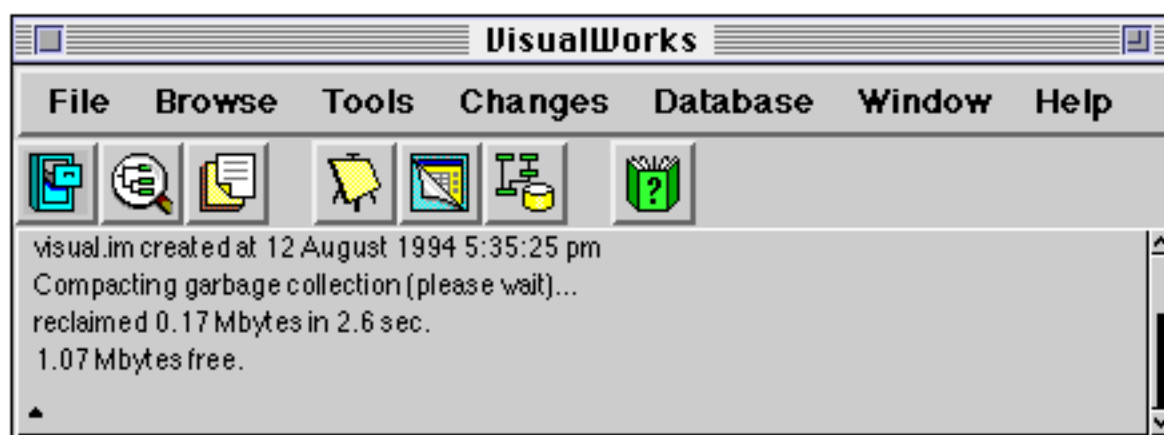 VisualWorks
File Browse Tools Changes Database Window Help
?
visual.im created at 12 August 1994 5:35:25 pm
Compacting garbage collection (please wait)...
reclaimed 0.17 Mbytes in 2.6 sec.
1.07 Mbytes free.